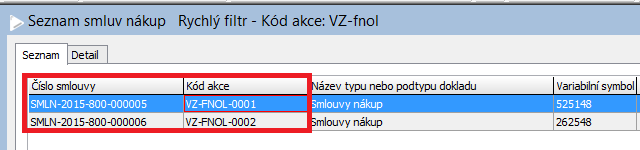 Seznam smluv nákup   Rychlý filtr - Kód akce: VZ-fnol
Seznam Detail
Číslo smlouvy Kód akce Název typu nebo podtypu dokladu Variabilní symbol
SMLN-2015-800-000005 VZ-FNOL-0001 Smlouvy nákup 525148
SMLN-2015-800-000006 VZ-FNOL-0002 Smlouvy nákup 262548